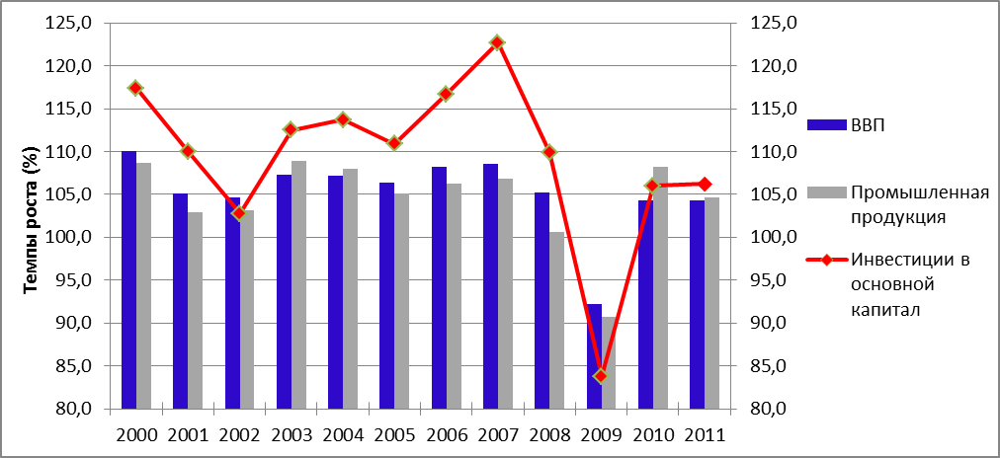 Темпы роста (%)
125,0
120,0
115,0
110,0
105,0
100,0
95,0
90,0
85,0
80,0
125,0
120,0
115,0
110,0
105,0
100,0
95,0
90,0
85,0
80,0
2000 2001 2002 2003 2004 2005 2006 2007 2008 2009 2010 2011
ВВП
Промышленная
продукция
Инвестиции в
основной
капитал